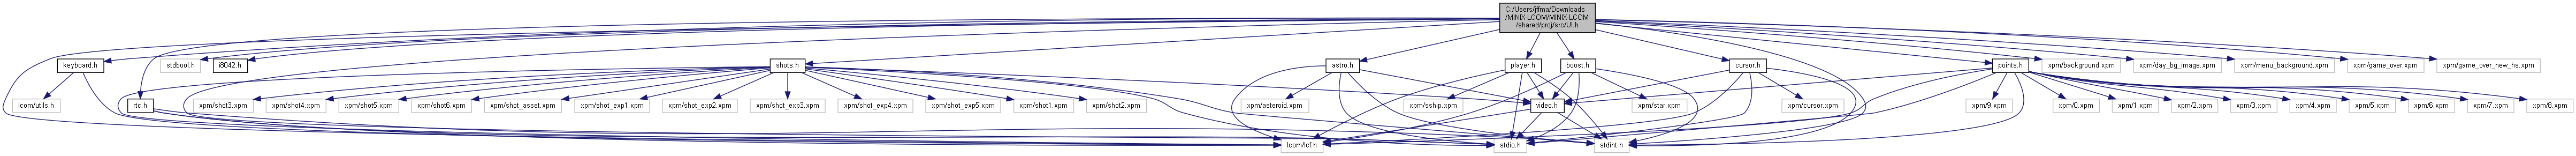 C:/Users/jffma/Downloads
/MINIX-LCOM/MINIX-LCOM
/shared/proj/src/UI.h
keyboard.h
stdbool.h
i8042.h
shots.h
astro.h
player.h
boost.h
cursor.h
points.h
xpm/background.xpm
xpm/day_bg_image.xpm
xpm/menu_background.xpm
xpm/game_over.xpm
xpm/game_over_new_hs.xpm
lcom/utils.h
rtc.h
xpm/shot3.xpm
xpm/shot4.xpm
xpm/shot5.xpm
xpm/shot6.xpm
xpm/shot_asset.xpm
xpm/shot_exp1.xpm
xpm/shot_exp2.xpm
xpm/shot_exp3.xpm
xpm/shot_exp4.xpm
xpm/shot_exp5.xpm
xpm/shot1.xpm
xpm/shot2.xpm
xpm/asteroid.xpm
xpm/sship.xpm
video.h
xpm/star.xpm
xpm/cursor.xpm
xpm/9.xpm
xpm/0.xpm
xpm/1.xpm
xpm/2.xpm
xpm/3.xpm
xpm/4.xpm
xpm/5.xpm
xpm/6.xpm
xpm/7.xpm
xpm/8.xpm
lcom/lcf.h
stdio.h
stdint.h